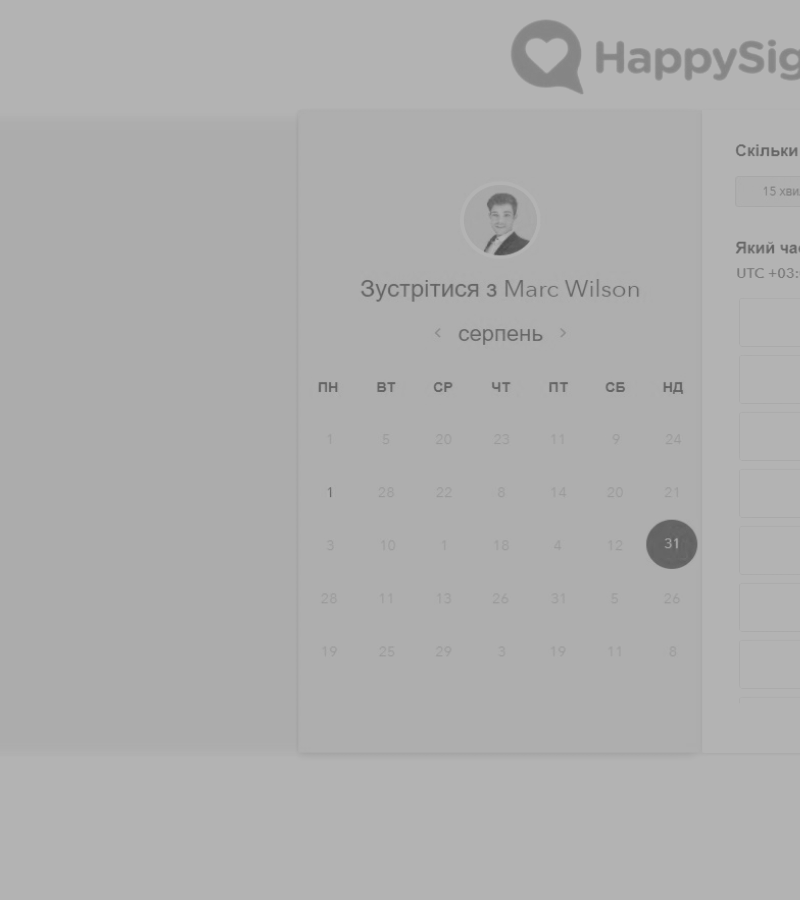 HappySig
Зустрітися з Marc Wilson
серпень
ПН ВТ СР ЧТ ПТ СБ НД
1 5 20 23 11 9 24
1 28 22 8 14 20 21
3 10 1 18 4 12 31
28 11 13 26 31 5 26
19 25 29 3 19 11 8
Скільки
15 хви
Який ча
UTC +03: